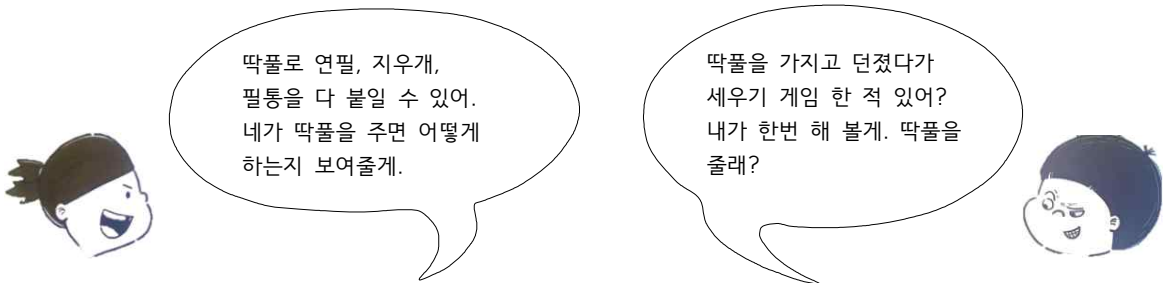 딱풀로 연필, 지우개,
필통을 다 붙일 수 있어.
네가 딱풀을 주면 어떻게
하는지 보여줄게.
딱풀을 가지고 던졌다가
세우기 게임 한 적 있어?
내가 한번 해 볼게. 딱풀을
줄래?